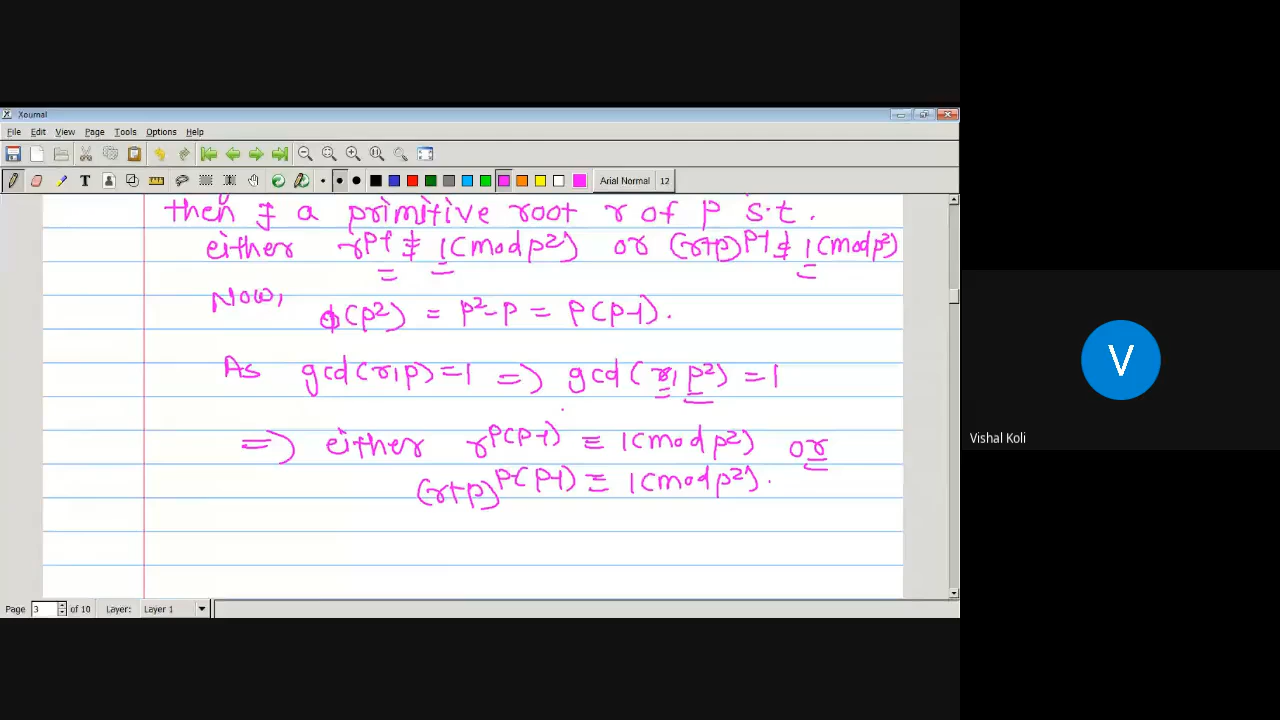 Xournal
File Edit View Page Tools Options Help
T Arial Normal 12
then ∃ a primitive root r of p s.t.
either r^{p-1} ≢ 1(mod p²) or (r+p)^{p-1} ≢ 1(mod p²)
Now,
φ(p²) = p²-p = p(p-1).
As gcd(r,p)=1 => gcd(r,p²)=1
=> either r^{p(p-1)} ≡ 1(mod p²) or
(r+p)^{p(p-1)} ≡ 1(mod p²).
V
Vishal Koli
Page 3 of 10 Layer: Layer 1